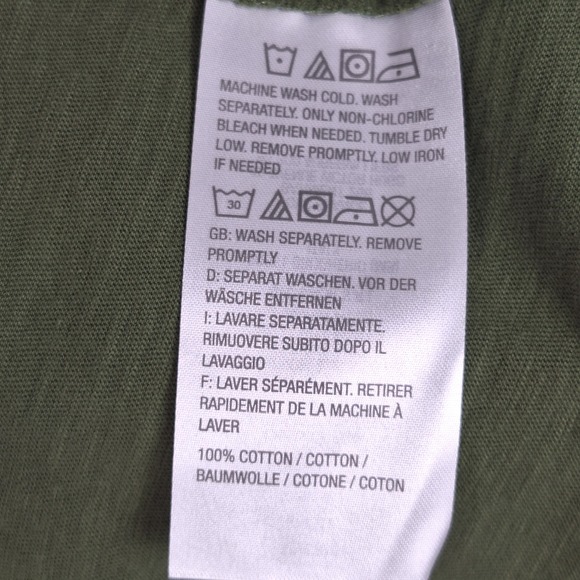 MACHINE WASH COLD. WASH
SEPARATELY. ONLY NON-CHLORINE
BLEACH WHEN NEEDED. TUMBLE DRY
LOW. REMOVE PROMPTLY. LOW IRON
IF NEEDED
30
GB: WASH SEPARATELY. REMOVE
PROMPTLY
D: SEPARAT WASCHEN. VOR DER
WÄSCHE ENTFERNEN
I: LAVARE SEPARATAMENTE.
RIMUOVERE SUBITO DOPO IL
LAVAGGIO
F: LAVER SÉPARÉMENT. RETIRER
RAPIDEMENT DE LA MACHINE À
LAVER
100% COTTON / COTTON /
BAUMWOLLE / COTONE / COTON